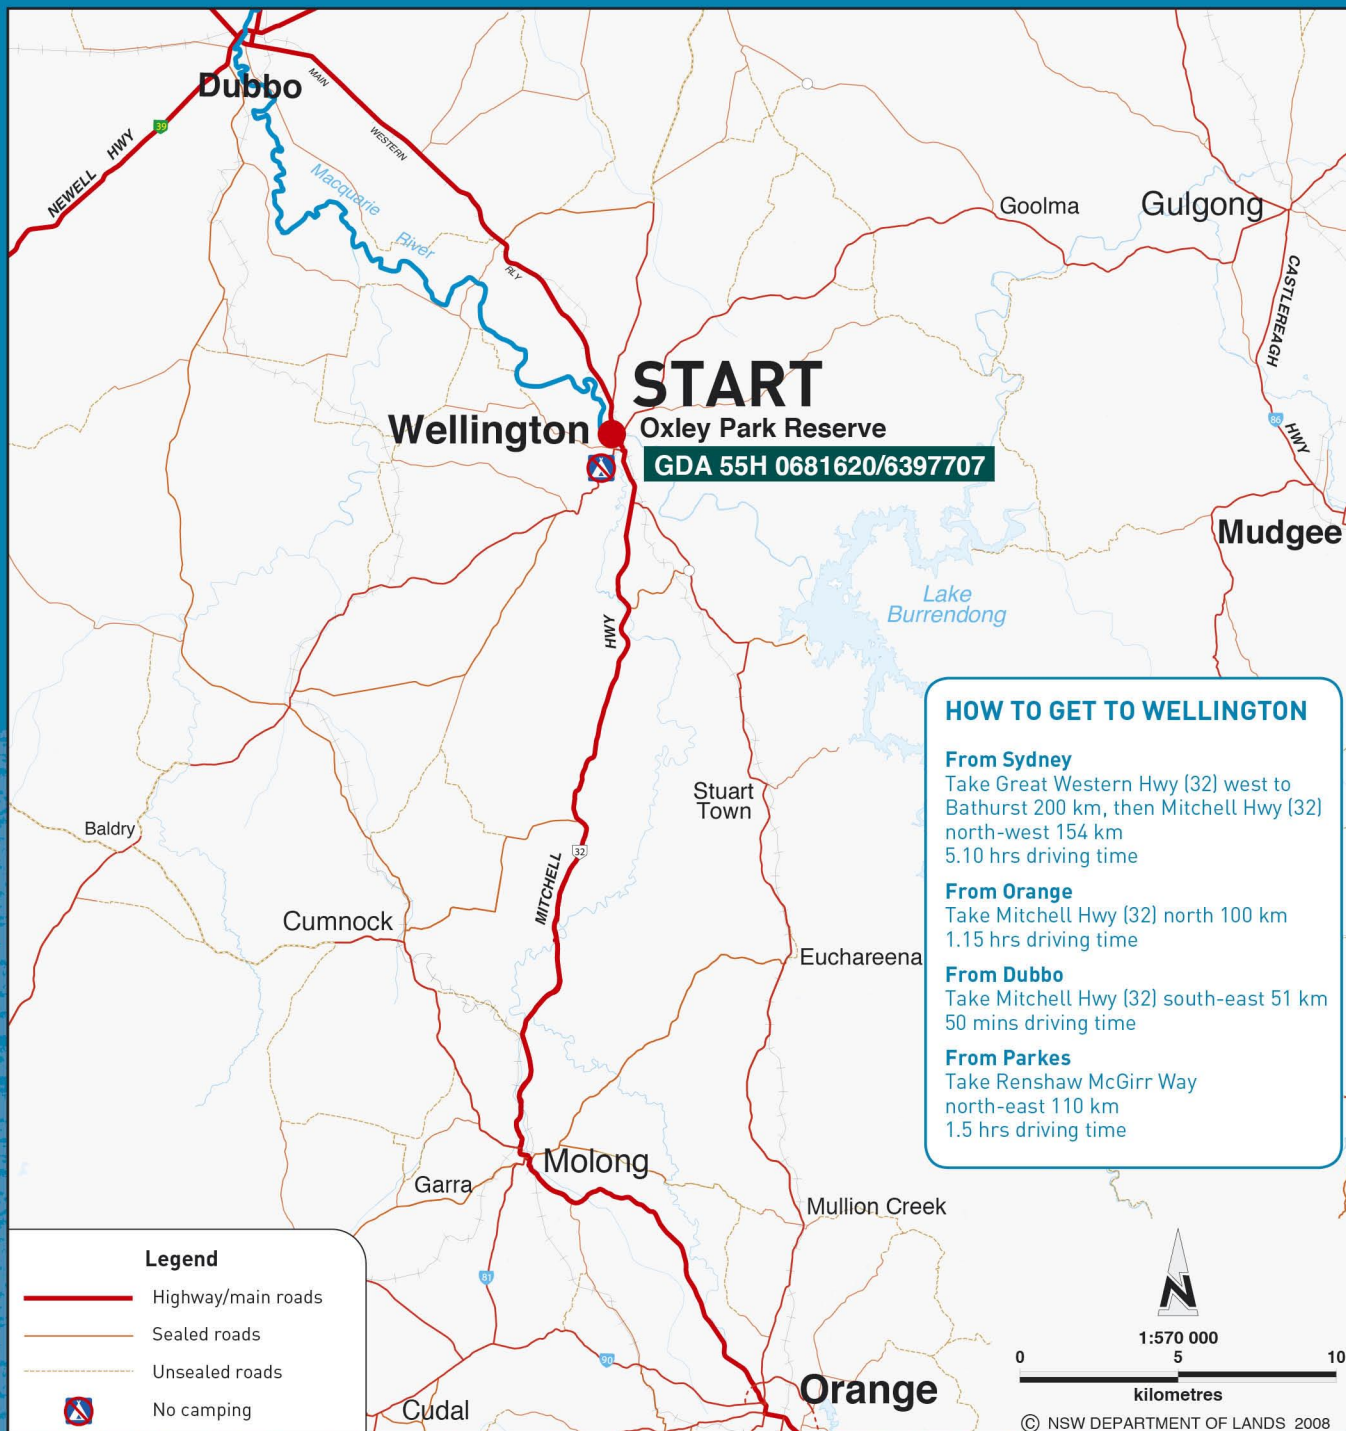 Dubbo
MAIN
WESTERN
RLY
39
NEWELL HWY
Macquarie
River
Goolma
Gulgong
CASTLEREAGH
HWY
86
START
Wellington
Oxley Park Reserve
GDA 55H 0681620/6397707
Mudgee
Lake
Burrendong
HWY
MITCHELL
32
Stuart
Town
Baldry
Cumnock
Euchareena
Molong
Garra
Mullion Creek
81
90
Orange
Cudal
HOW TO GET TO WELLINGTON
From Sydney
Take Great Western Hwy (32) west to
Bathurst 200 km, then Mitchell Hwy (32)
north-west 154 km
5.10 hrs driving time
From Orange
Take Mitchell Hwy (32) north 100 km
1.15 hrs driving time
From Dubbo
Take Mitchell Hwy (32) south-east 51 km
50 mins driving time
From Parkes
Take Renshaw McGirr Way
north-east 110 km
1.5 hrs driving time
Legend
Highway/main roads
Sealed roads
Unsealed roads
No camping
N
1:570 000
0 5 10
kilometres
© NSW DEPARTMENT OF LANDS 2008